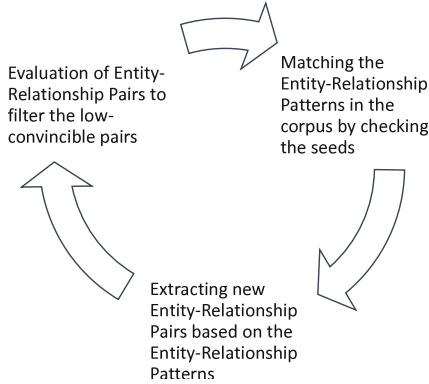 Evaluation of Entity-
Relationship Pairs to
filter the low-
convincible pairs
Matching the
Entity-Relationship
Patterns in the
corpus by checking
the seeds
Extracting new
Entity-Relationship
Pairs based on the
Entity-Relationship
Patterns